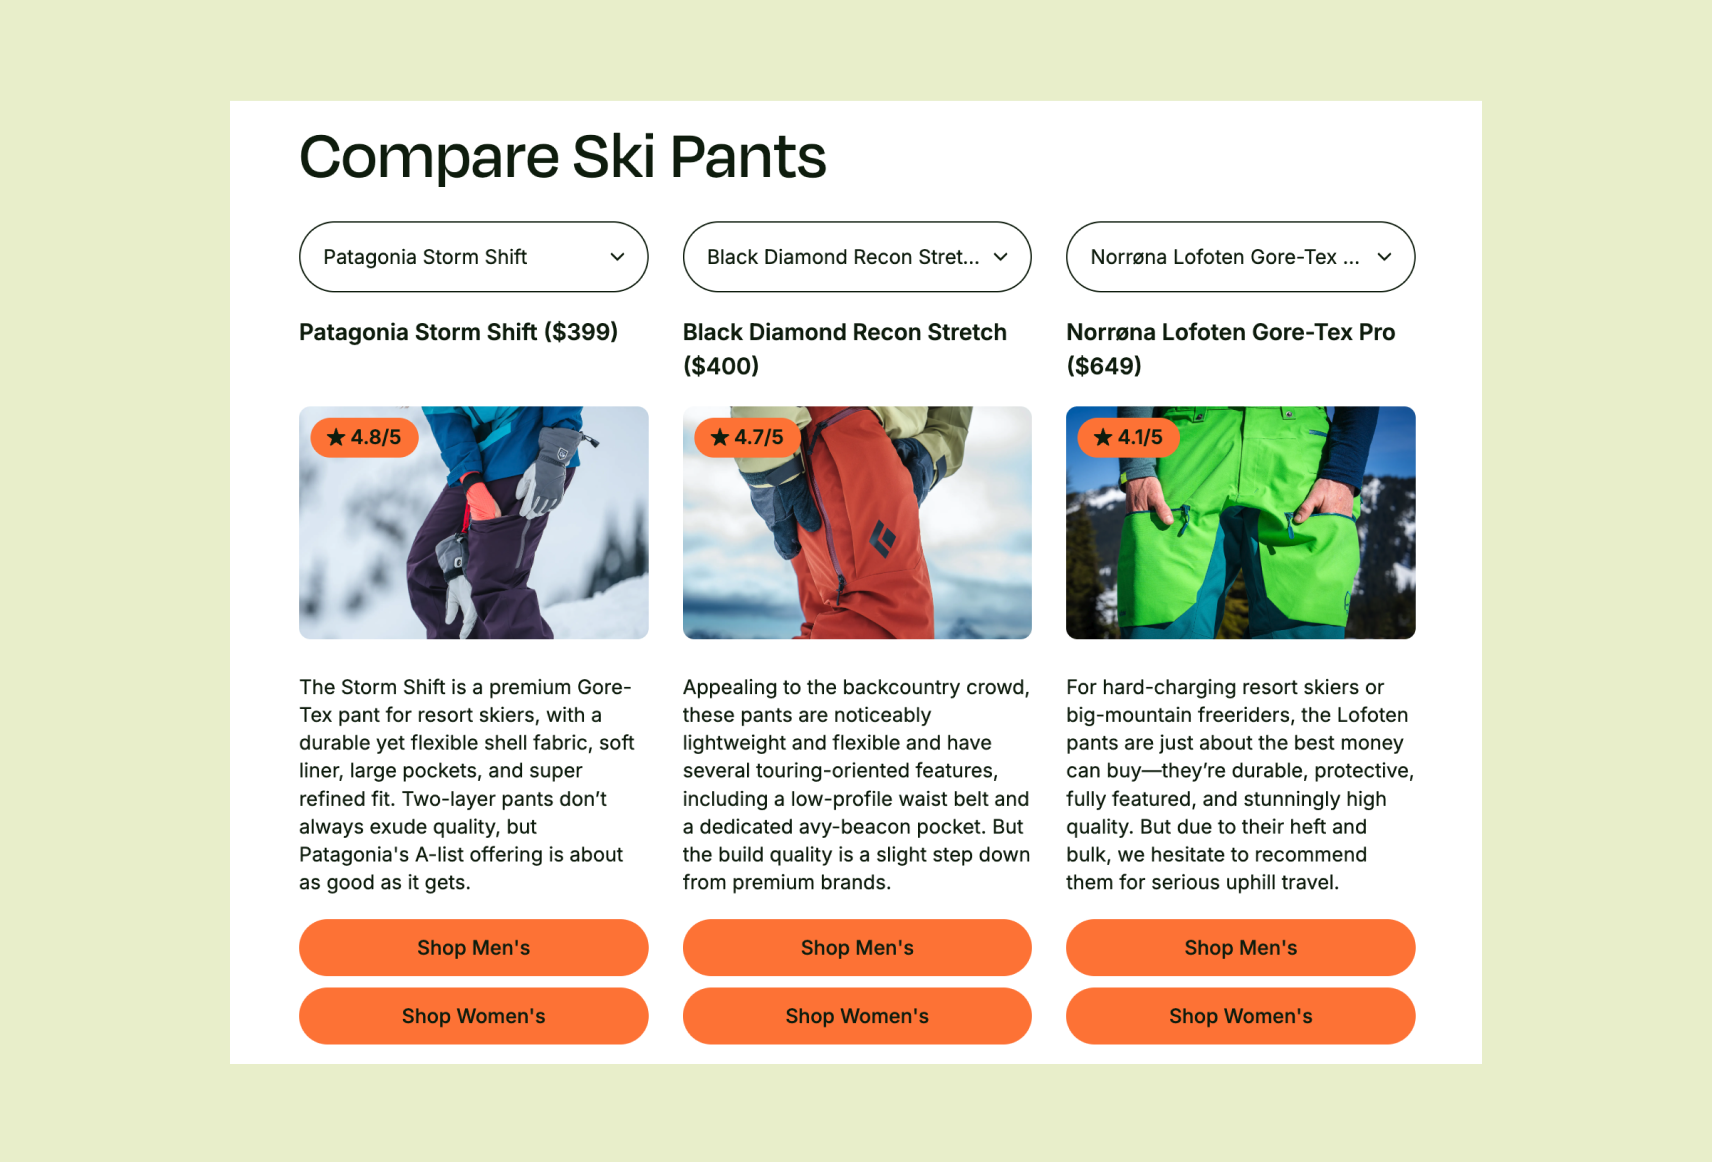 Compare Ski Pants
Patagonia Storm Shift
Black Diamond Recon Stret...
Norrøna Lofoten Gore-Tex ...
Patagonia Storm Shift ($399)
Black Diamond Recon Stretch
($400)
Norrøna Lofoten Gore-Tex Pro
($649)
★ 4.8/5
★ 4.7/5
★ 4.1/5
The Storm Shift is a premium Gore-
Tex pant for resort skiers, with a
durable yet flexible shell fabric, soft
liner, large pockets, and super
refined fit. Two-layer pants don’t
always exude quality, but
Patagonia's A-list offering is about
as good as it gets.
Appealing to the backcountry crowd,
these pants are noticeably
lightweight and flexible and have
several touring-oriented features,
including a low-profile waist belt and
a dedicated avy-beacon pocket. But
the build quality is a slight step down
from premium brands.
For hard-charging resort skiers or
big-mountain freeriders, the Lofoten
pants are just about the best money
can buy—they’re durable, protective,
fully featured, and stunningly high
quality. But due to their heft and
bulk, we hesitate to recommend
them for serious uphill travel.
Shop Men's
Shop Men's
Shop Men's
Shop Women's
Shop Women's
Shop Women's